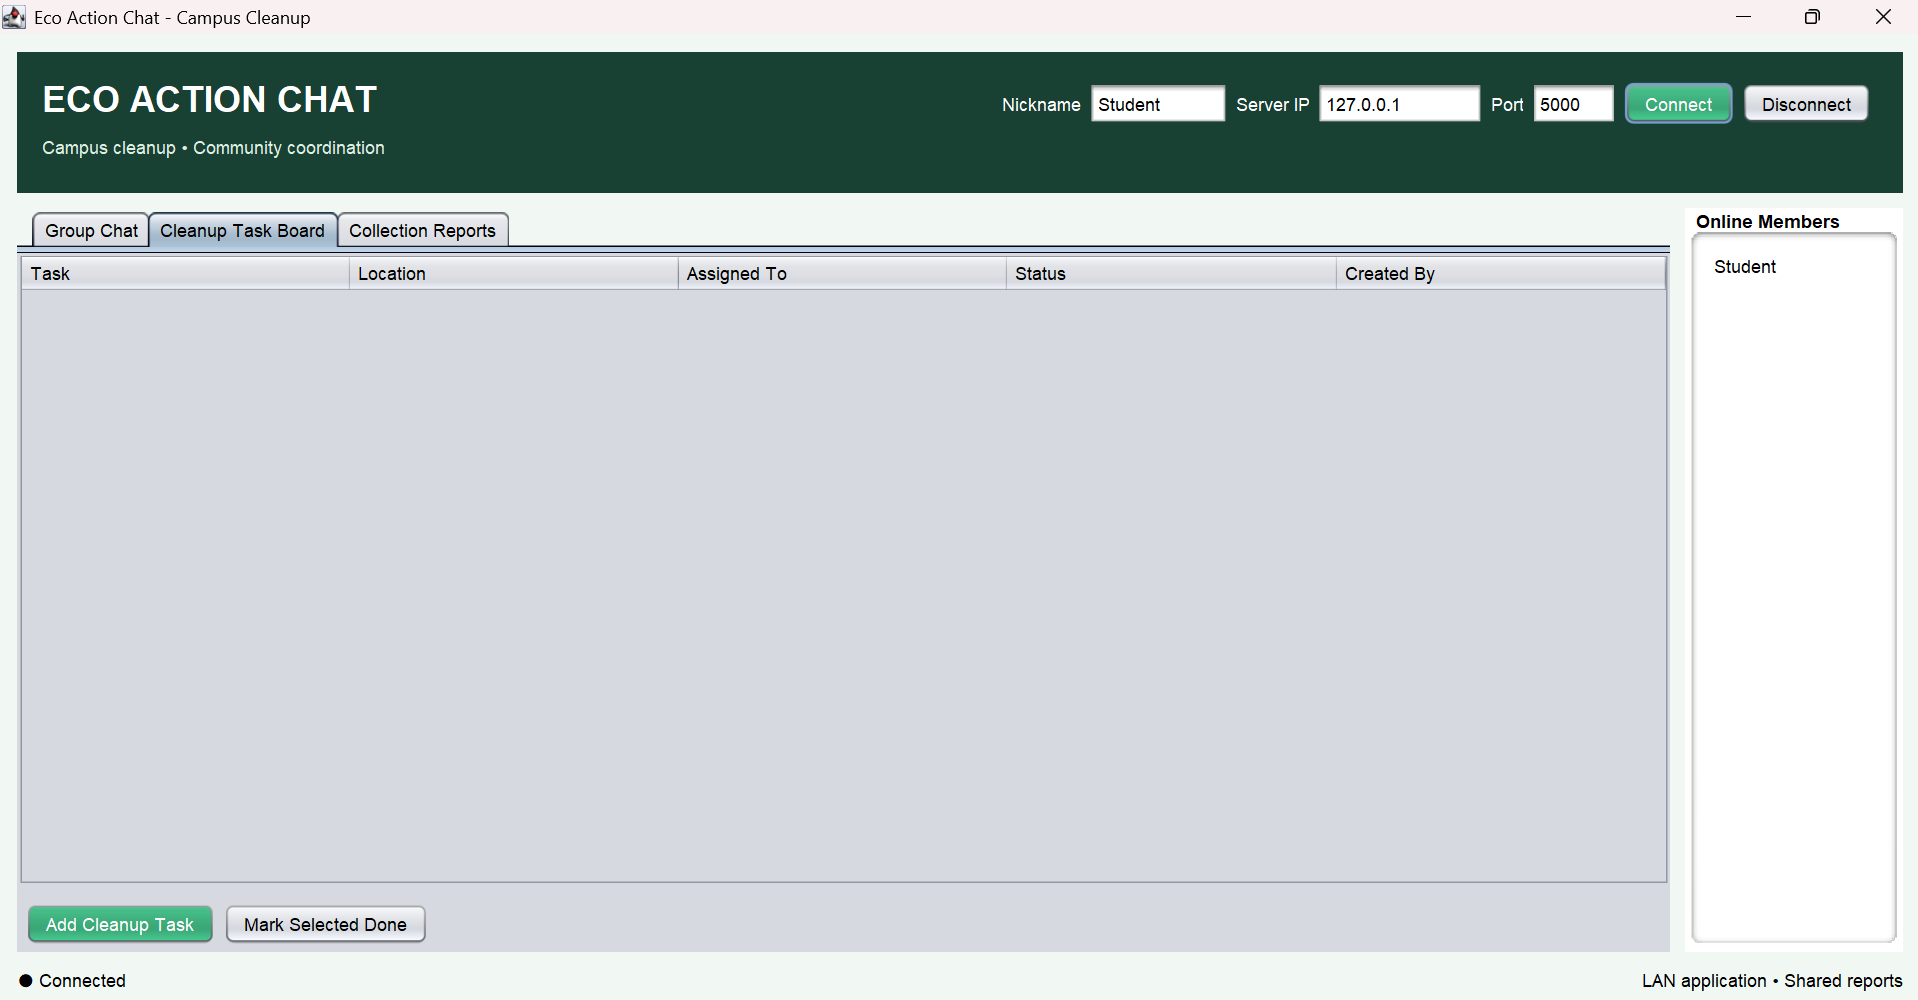 Eco Action Chat - Campus Cleanup
ECO ACTION CHAT
Campus cleanup • Community coordination
Nickname Student Server IP 127.0.0.1 Port 5000 Connect Disconnect
Group Chat Cleanup Task Board Collection Reports
Task Location Assigned To Status Created By
Add Cleanup Task Mark Selected Done
Online Members
Student
Connected
LAN application • Shared reports